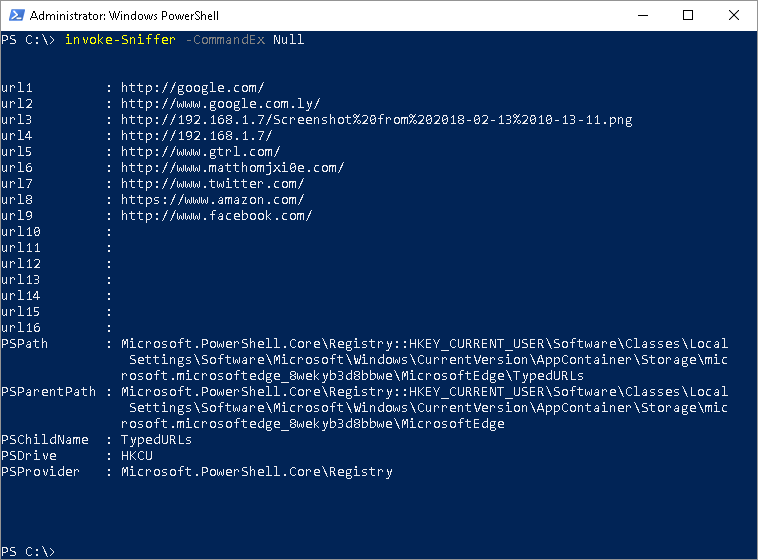 Administrator: Windows PowerShell
PS C:\> invoke-Sniffer -CommandEx Null
url1 : http://google.com/
url2 : http://www.google.com.ly/
url3 : http://192.168.1.7/Screenshot%20from%202018-02-13%2010-13-11.png
url4 : http://192.168.1.7/
url5 : http://www.gtrl.com/
url6 : http://www.matthomjxi0e.com/
url7 : http://www.twitter.com/
url8 : https://www.amazon.com/
url9 : http://www.facebook.com/
url10 :
url11 :
url12 :
url13 :
url14 :
url15 :
url16 :
PSPath : Microsoft.PowerShell.Core\Registry::HKEY_CURRENT_USER\Software\Classes\Local
Settings\Software\Microsoft\Windows\CurrentVersion\AppContainer\Storage\mic
rosoft.microsoftedge_8wekyb3d8bbwe\MicrosoftEdge\TypedURLs
PSParentPath : Microsoft.PowerShell.Core\Registry::HKEY_CURRENT_USER\Software\Classes\Local
Settings\Software\Microsoft\Windows\CurrentVersion\AppContainer\Storage\mic
rosoft.microsoftedge_8wekyb3d8bbwe\MicrosoftEdge
PSChildName : TypedURLs
PSDrive : HKCU
PSProvider : Microsoft.PowerShell.Core\Registry
PS C:\>